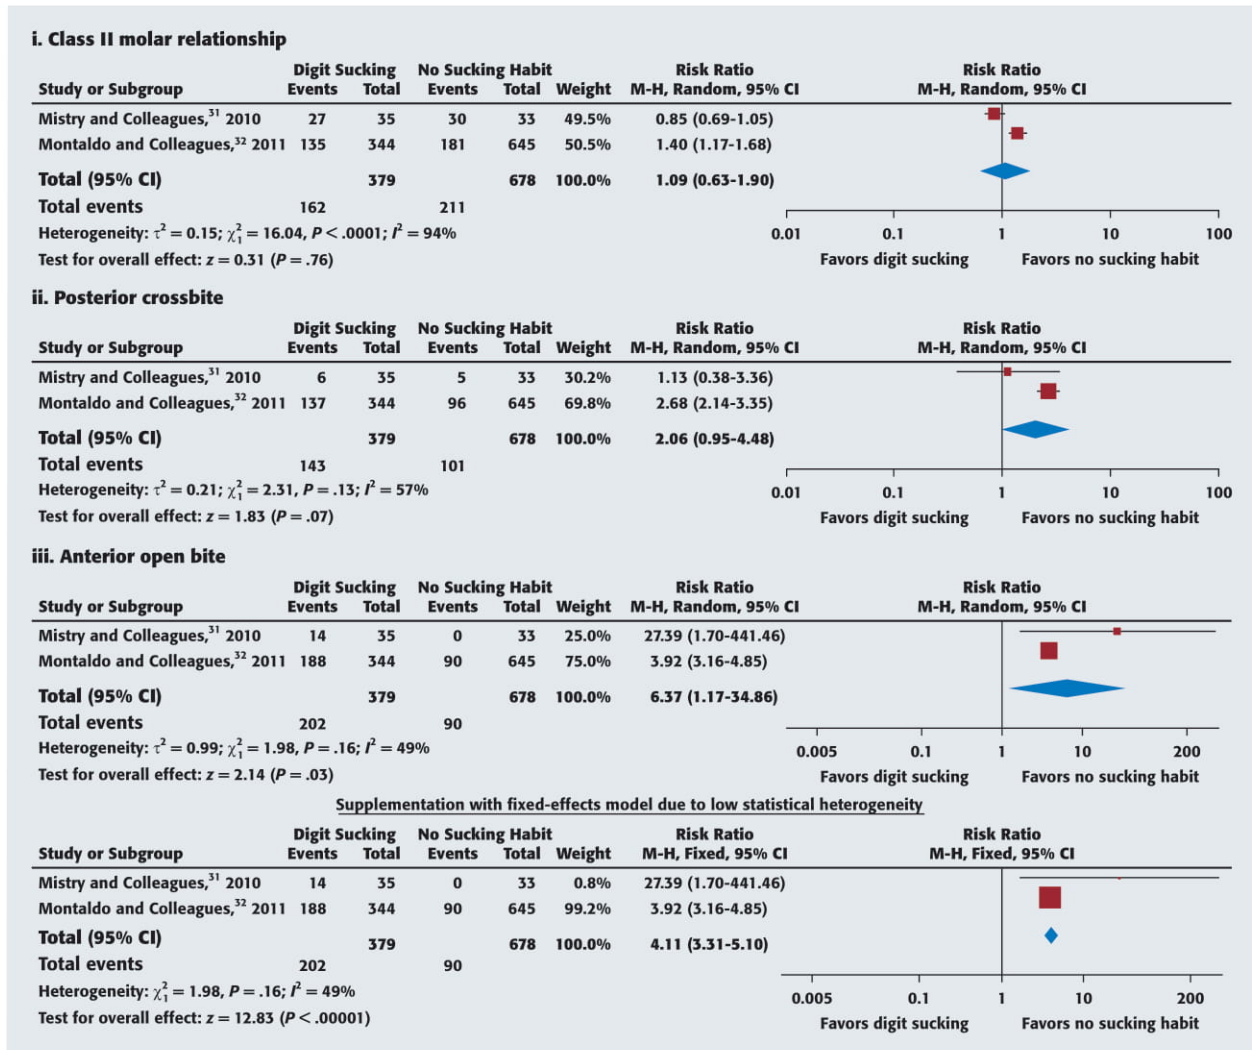 i. Class II molar relationship
Digit Sucking No Sucking Habit Risk Ratio Risk Ratio
Study or Subgroup Events Total Events Total Weight M-H, Random, 95% CI M-H, Random, 95% CI
Mistry and Colleagues,31 2010 27 35 30 33 49.5% 0.85 (0.69-1.05)
Montaldo and Colleagues,32 2011 135 344 181 645 50.5% 1.40 (1.17-1.68)
Total (95% CI) 379 678 100.0% 1.09 (0.63-1.90)
Total events 162 211
Heterogeneity: τ² = 0.15; χ²₁ = 16.04, P < .0001; I² = 94%
0.01 0.1 1 10 100
Test for overall effect: z = 0.31 (P = .76)
Favors digit sucking Favors no sucking habit
ii. Posterior crossbite
Digit Sucking No Sucking Habit Risk Ratio Risk Ratio
Study or Subgroup Events Total Events Total Weight M-H, Random, 95% CI M-H, Random, 95% CI
Mistry and Colleagues,31 2010 6 35 5 33 30.2% 1.13 (0.38-3.36)
Montaldo and Colleagues,32 2011 137 344 96 645 69.8% 2.68 (2.14-3.35)
Total (95% CI) 379 678 100.0% 2.06 (0.95-4.48)
Total events 143 101
Heterogeneity: τ² = 0.21; χ²₁ = 2.31, P = .13; I² = 57%
0.01 0.1 1 10 100
Test for overall effect: z = 1.83 (P = .07)
Favors digit sucking Favors no sucking habit
iii. Anterior open bite
Digit Sucking No Sucking Habit Risk Ratio Risk Ratio
Study or Subgroup Events Total Events Total Weight M-H, Random, 95% CI M-H, Random, 95% CI
Mistry and Colleagues,31 2010 14 35 0 33 25.0% 27.39 (1.70-441.46)
Montaldo and Colleagues,32 2011 188 344 90 645 75.0% 3.92 (3.16-4.85)
Total (95% CI) 379 678 100.0% 6.37 (1.17-34.86)
Total events 202 90
Heterogeneity: τ² = 0.99; χ²₁ = 1.98, P = .16; I² = 49%
0.005 0.1 1 10 200
Test for overall effect: z = 2.14 (P = .03)
Favors digit sucking Favors no sucking habit
Supplementation with fixed-effects model due to low statistical heterogeneity
Digit Sucking No Sucking Habit Risk Ratio Risk Ratio
Study or Subgroup Events Total Events Total Weight M-H, Fixed, 95% CI M-H, Fixed, 95% CI
Mistry and Colleagues,31 2010 14 35 0 33 0.8% 27.39 (1.70-441.46)
Montaldo and Colleagues,32 2011 188 344 90 645 99.2% 3.92 (3.16-4.85)
Total (95% CI) 379 678 100.0% 4.11 (3.31-5.10)
Total events 202 90
Heterogeneity: χ²₁ = 1.98, P = .16; I² = 49%
0.005 0.1 1 10 200
Test for overall effect: z = 12.83 (P < .00001)
Favors digit sucking Favors no sucking habit